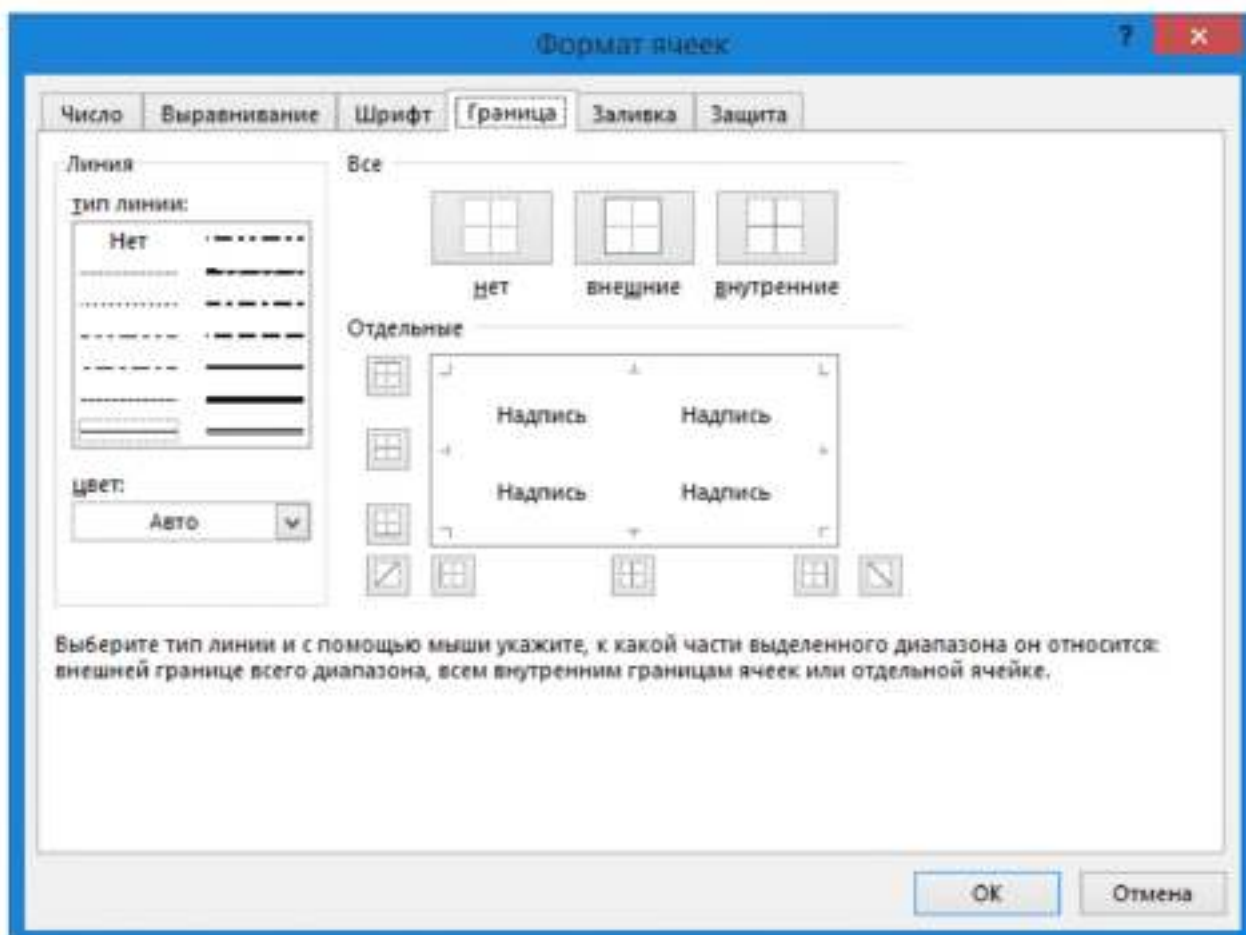 Формат ячеек ?
Число Выравнивание Шрифт Граница Заливка Защита
Линия
тип линии:
Нет
цвет:
Авто
Все
нет внешние внутренние
Отдельные
Надпись Надпись
Надпись Надпись
Выберите тип линии и с помощью мыши укажите, к какой части выделенного диапазона он относится:
внешней границе всего диапазона, всем внутренним границам ячеек или отдельной ячейке.
ОК Отмена